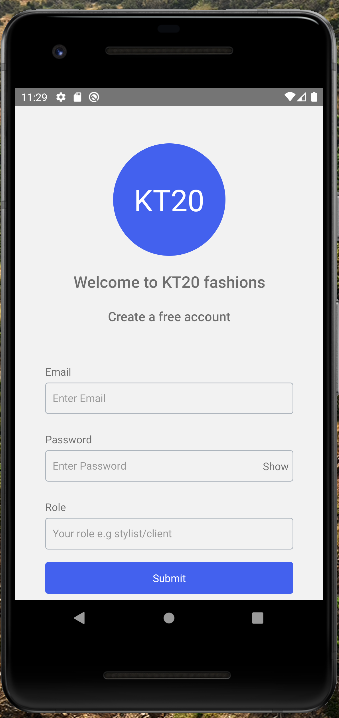 11:29
KT20
Welcome to KT20 fashions
Create a free account
Email
Enter Email
Password
Enter Password Show
Role
Your role e.g stylist/client
Submit